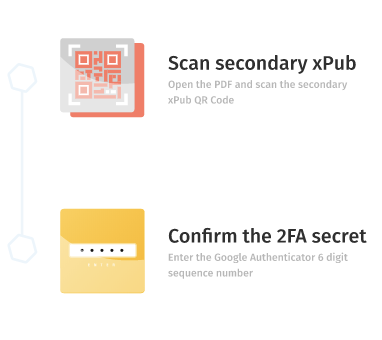 Scan secondary xPub
Open the PDF and scan the secondary
xPub QR Code
Confirm the 2FA secret
Enter the Google Authenticator 6 digit
sequence number